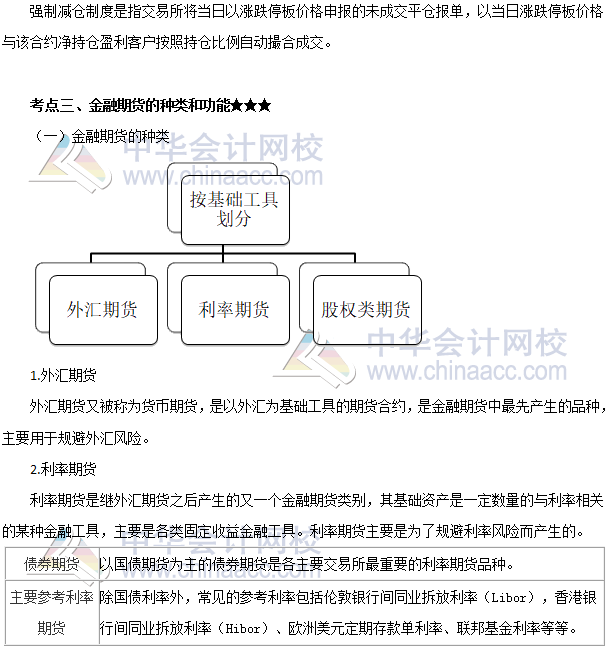 强制减仓制度是指交易所将当日以涨跌停板价格申报的未成交平仓报单，以当日涨跌停板价格
与该合约净持仓盈利客户按照持仓比例自动撮合成交。
考点三、金融期货的种类和功能★★★
（一）金融期货的种类
中华会计网校
www.chinaacc.com
按基础工具
划分
外汇期货
利率期货
股权类期货
中华会计网校
www.chinaacc.com
1.外汇期货
外汇期货又被称为货币期货，是以外汇为基础工具的期货合约，是金融期货中最先产生的品种，
主要用于规避外汇风险。
2.利率期货
利率期货是继外汇期货之后产生的又一个金融期货类别，其基础资产是一定数量的与利率相关
的某种金融工具，主要是各类固定收益金融工具。利率期货主要是为了规避利率风险而产生的。
中华会计网校
www.chinaacc.com
债券期货 以国债期货为主的债券期货是各主要交易所最重要的利率期货品种。
主要参考利率
期货
除国债利率外，常见的参考利率包括伦敦银行间同业拆放利率（Libor），香港银
行间同业拆放利率（Hibor）、欧洲美元定期存款单利率、联邦基金利率等等。